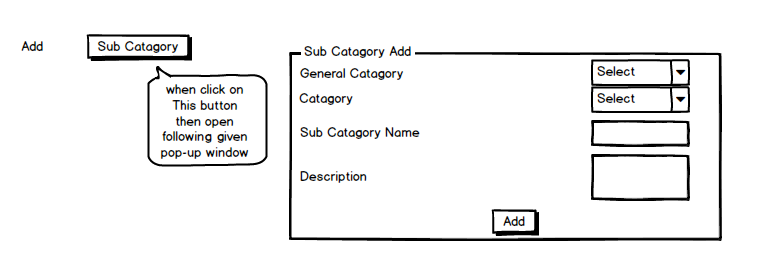 Add
Sub Catagory
when click on
This button
then open
following given
pop-up window
Sub Catagory Add
General Catagory
Select
Catagory
Select
Sub Catagory Name
Description
Add